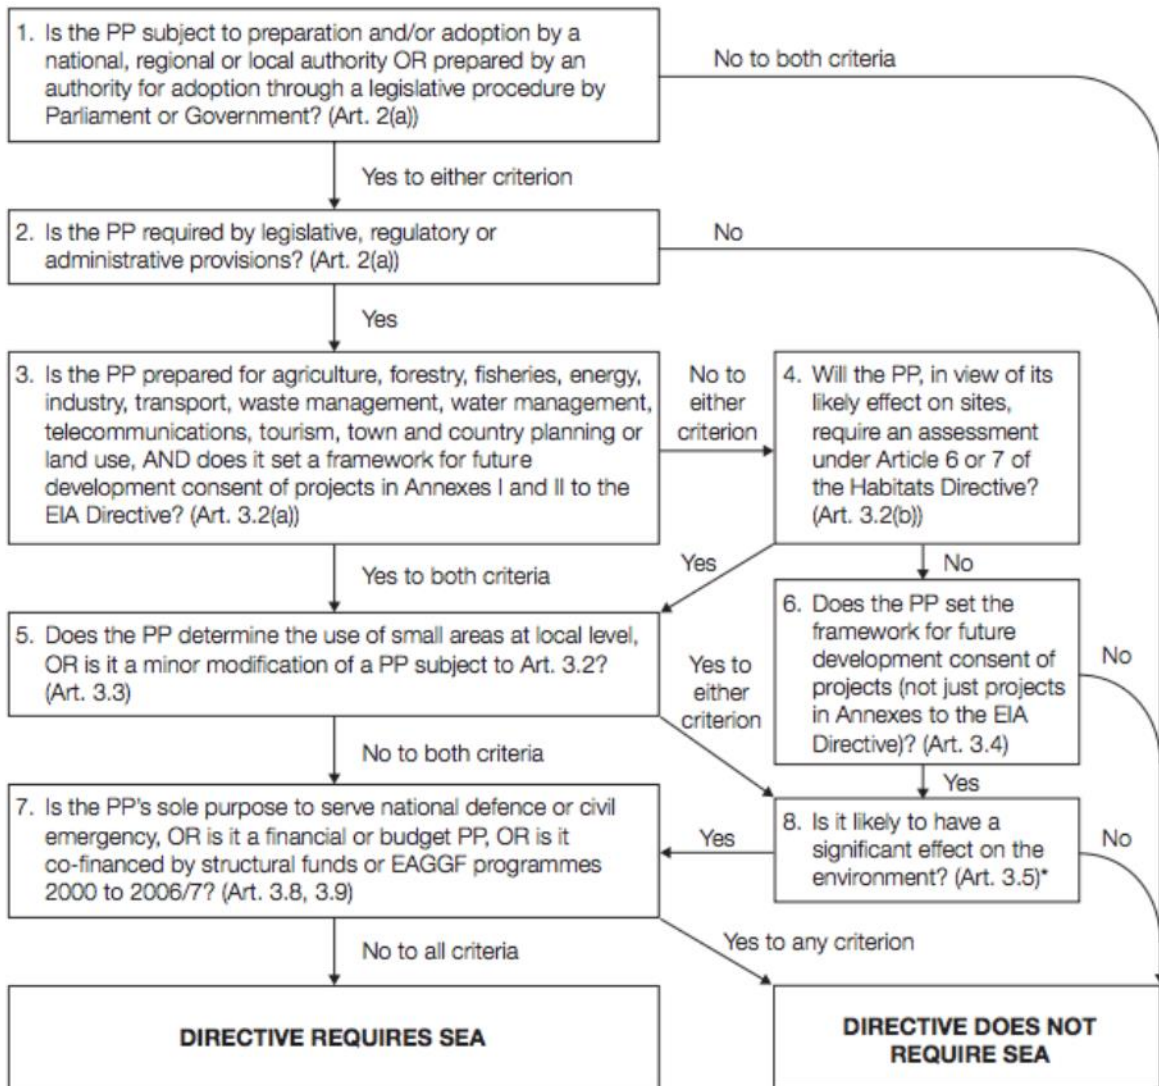 1. Is the PP subject to preparation and/or adoption by a
national, regional or local authority OR prepared by an
authority for adoption through a legislative procedure by
Parliament or Government? (Art. 2(a))
No to both criteria
Yes to either criterion
2. Is the PP required by legislative, regulatory or
administrative provisions? (Art. 2(a))
No
Yes
3. Is the PP prepared for agriculture, forestry, fisheries, energy,
industry, transport, waste management, water management,
telecommunications, tourism, town and country planning or
land use, AND does it set a framework for future
development consent of projects in Annexes I and II to the
EIA Directive? (Art. 3.2(a))
No to
either
criterion
4. Will the PP, in view of its
likely effect on sites,
require an assessment
under Article 6 or 7 of
the Habitats Directive?
(Art. 3.2(b))
Yes to both criteria
Yes
No
5. Does the PP determine the use of small areas at local level,
OR is it a minor modification of a PP subject to Art. 3.2?
(Art. 3.3)
Yes to
either
criterion
6. Does the PP set the
framework for future
development consent of
projects (not just projects
in Annexes to the EIA
Directive)? (Art. 3.4)
No
No to both criteria
Yes
7. Is the PP's sole purpose to serve national defence or civil
emergency, OR is it a financial or budget PP, OR is it
co-financed by structural funds or EAGGF programmes
2000 to 2006/7? (Art. 3.8, 3.9)
Yes
8. Is it likely to have a
significant effect on the
environment? (Art. 3.5)*
No
No to all criteria
Yes to any criterion
DIRECTIVE REQUIRES SEA
DIRECTIVE DOES NOT
REQUIRE SEA